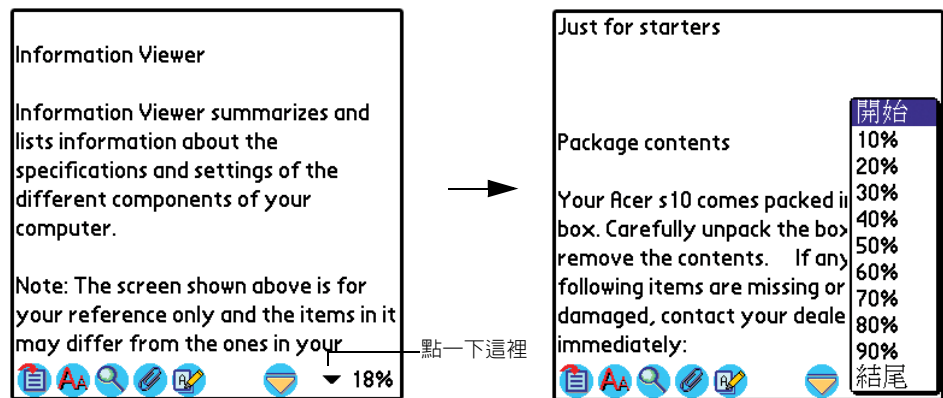 Information Viewer
Information Viewer summarizes and
lists information about the
specifications and settings of the
different components of your
computer.
Note: The screen shown above is for
your reference only and the items in it
may differ from the ones in your
18%
點一下這裡
Just for starters
Package contents
Your Acer s10 comes packed in
box. Carefully unpack the box
remove the contents. If any
following items are missing or
damaged, contact your deale
immediately:
開始
10%
20%
30%
40%
50%
60%
70%
80%
90%
結尾